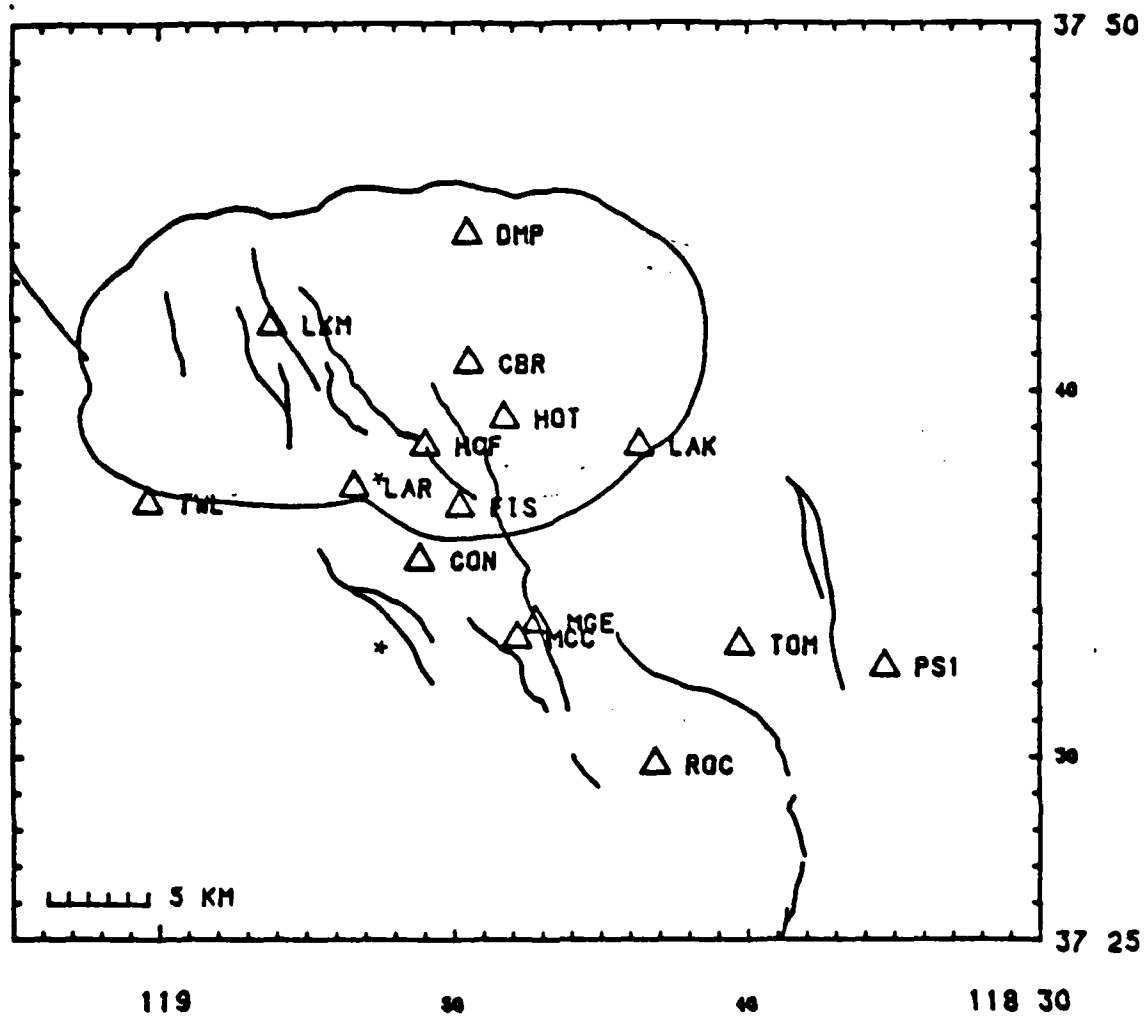 37 50
DMP
LKM
CBR
40
HOT
HOF
LAK
*LAR
TWL
FIS
CON
MGE
MCC
*
TOM
PS1
30
ROC
5 KM
37 25
119
50
40
118 30